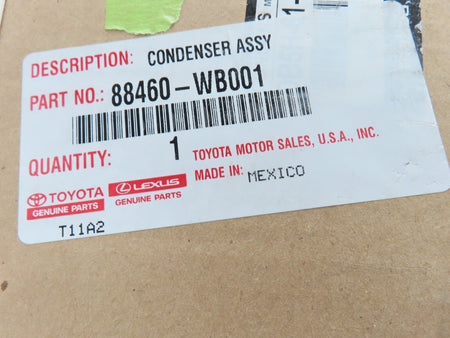 DESCRIPTION: CONDENSER ASSY
PART NO.: 88460-WB001
QUANTITY: 1 TOYOTA MOTOR SALES, U.S.A., INC.
MADE IN: MEXICO
TOYOTA LEXUS
GENUINE PARTS GENUINE PARTS
T11A2